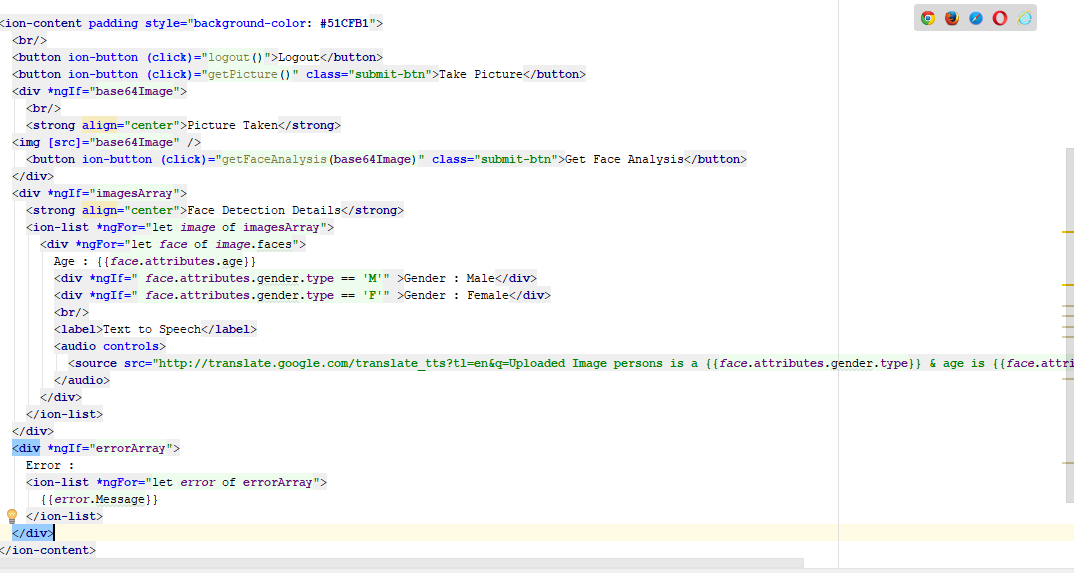 <ion-content padding style="background-color: #51CFB1">
<br/>
<button ion-button (click)="logout()">Logout</button>
<button ion-button (click)="getPicture()" class="submit-btn">Take Picture</button>
<div *ngIf="base64Image">
<br/>
<strong align="center">Picture Taken</strong>
<img [src]="base64Image" />
<button ion-button (click)="getFaceAnalysis(base64Image)" class="submit-btn">Get Face Analysis</button>
</div>
<div *ngIf="imagesArray">
<strong align="center">Face Detection Details</strong>
<ion-list *ngFor="let image of imagesArray">
<div *ngFor="let face of image.faces">
Age : {{face.attributes.age}}
<div *ngIf=" face.attributes.gender.type == 'M'" >Gender : Male</div>
<div *ngIf=" face.attributes.gender.type == 'F'" >Gender : Female</div>
<br/>
<label>Text to Speech</label>
<audio controls>
<source src="http://translate.google.com/translate_tts?tl=en&q=Uploaded Image persons is a {{face.attributes.gender.type}} & age is {{face.attri
</audio>
</div>
</ion-list>
</div>
<div *ngIf="errorArray">
Error :
<ion-list *ngFor="let error of errorArray">
{{error.Message}}
</ion-list>
</div>
</ion-content>